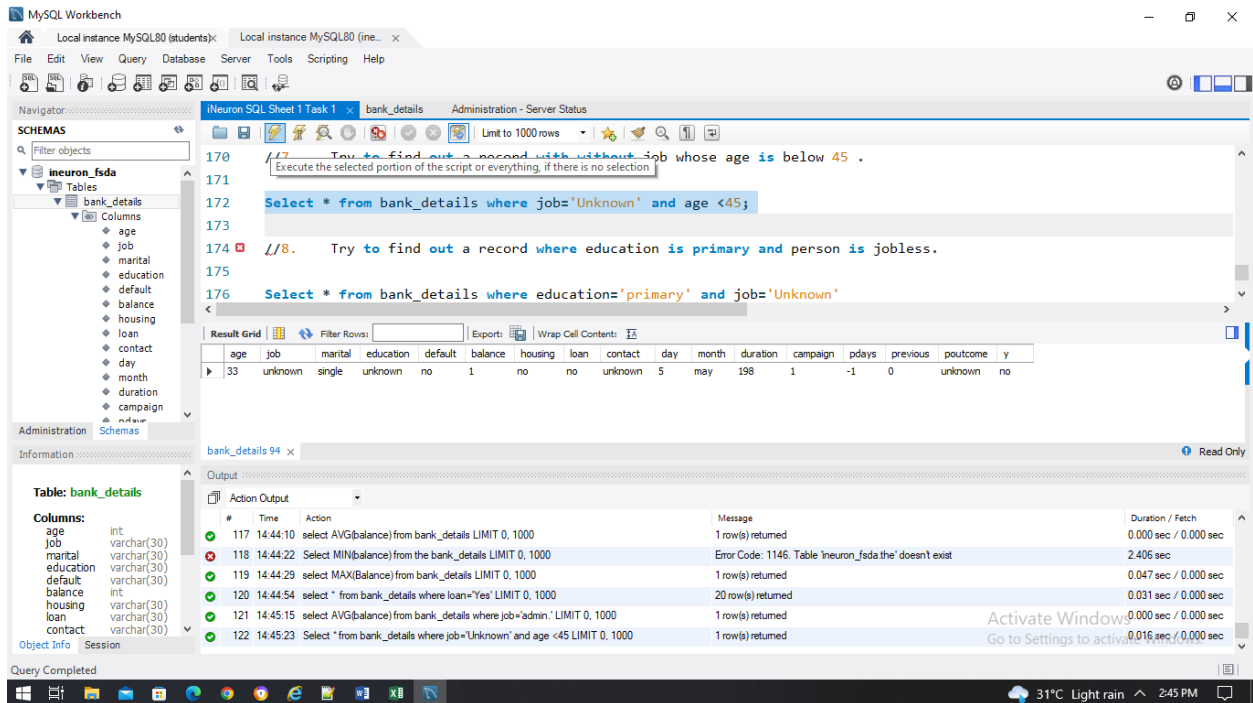 MySQL Workbench
Local instance MySQL80 (students)× Local instance MySQL80 (ine... ×
File Edit View Query Database Server Tools Scripting Help
Navigator
SCHEMAS
Filter objects
ineuron_fsda
Tables
bank_details
Columns
age
job
marital
education
default
balance
housing
loan
contact
day
month
duration
campaign
pdays
Administration Schemas
Information
Table: bank_details
Columns:
age int
job varchar(30)
marital varchar(30)
education varchar(30)
default varchar(30)
balance int
housing varchar(30)
loan varchar(30)
contact varchar(30)
Object Info Session
iNeuron SQL Sheet 1 Task 1 × bank_details Administration - Server Status
Limit to 1000 rows
170 //7. Try to find out a record with without job whose age is below 45 .
Execute the selected portion of the script or everything, if there is no selection
171
172 Select * from bank_details where job='Unknown' and age <45;
173
174 //8. Try to find out a record where education is primary and person is jobless.
175
176 Select * from bank_details where education='primary' and job='Unknown'
Result Grid Filter Rows: Export: Wrap Cell Content:
age job marital education default balance housing loan contact day month duration campaign pdays previous poutcome y
33 unknown single unknown no 1 no no unknown 5 may 198 1 -1 0 unknown no
bank_details 94 × Read Only
Output
Action Output
# Time Action Message Duration / Fetch
117 14:44:10 select AVG(balance) from bank_details LIMIT 0, 1000 1 row(s) returned 0.000 sec / 0.000 sec
118 14:44:22 Select MIN(balance) from the bank_details LIMIT 0, 1000 Error Code: 1146. Table 'ineuron_fsda.the' doesn't exist 2.406 sec
119 14:44:29 select MAX(Balance) from bank_details LIMIT 0, 1000 1 row(s) returned 0.047 sec / 0.000 sec
120 14:44:54 select * from bank_details where loan='Yes' LIMIT 0, 1000 20 row(s) returned 0.031 sec / 0.000 sec
121 14:45:15 select AVG(balance) from bank_details where job='admin.' LIMIT 0, 1000 1 row(s) returned 0.000 sec / 0.000 sec
122 14:45:23 Select * from bank_details where job='Unknown' and age <45 LIMIT 0, 1000 1 row(s) returned 0.016 sec / 0.000 sec
Activate Windows
Go to Settings to activate Windows.
Query Completed
31°C Light rain 2:45 PM